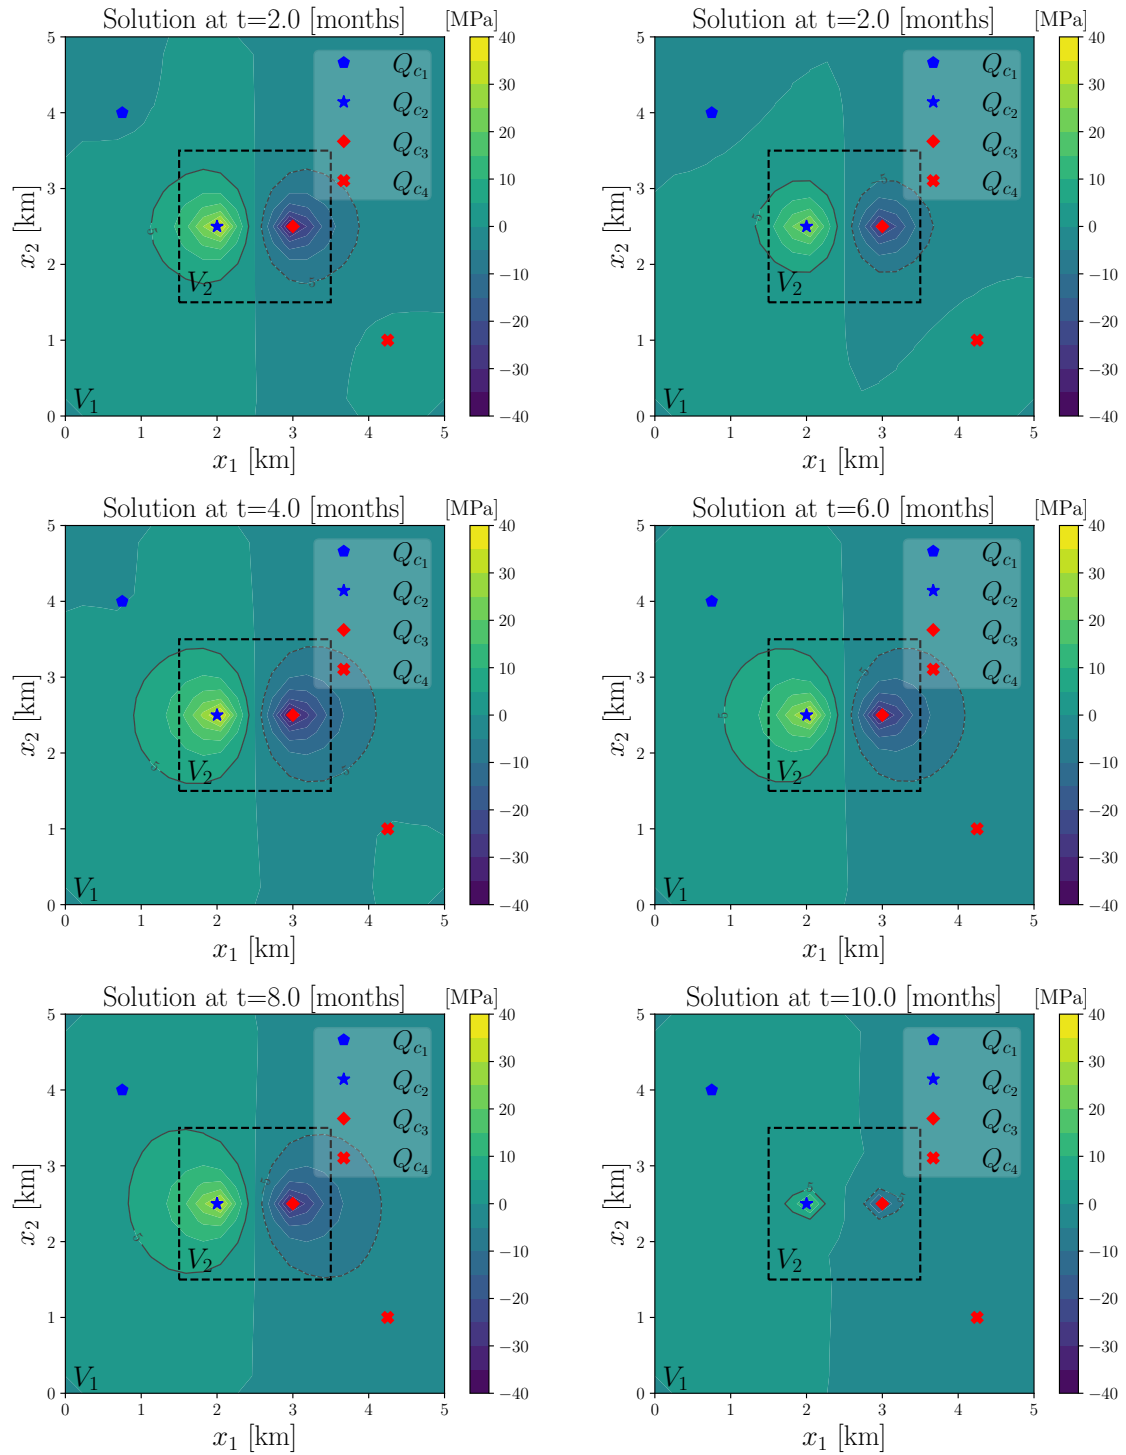 Solution at t=2.0 [months] [MPa]
Q_{c_1}
Q_{c_2}
Q_{c_3}
Q_{c_4}
V_2
V_1
5
5
x_2 [km]
0 1 2 3 4 5
x_1 [km]
0 1 2 3 4 5
40 30 20 10 0 −10 −20 −30 −40
Solution at t=2.0 [months] [MPa]
Q_{c_1}
Q_{c_2}
Q_{c_3}
Q_{c_4}
V_2
V_1
5
5
x_2 [km]
0 1 2 3 4 5
x_1 [km]
0 1 2 3 4 5
40 30 20 10 0 −10 −20 −30 −40
Solution at t=4.0 [months] [MPa]
Q_{c_1}
Q_{c_2}
Q_{c_3}
Q_{c_4}
V_2
V_1
5
5
x_2 [km]
0 1 2 3 4 5
x_1 [km]
0 1 2 3 4 5
40 30 20 10 0 −10 −20 −30 −40
Solution at t=6.0 [months] [MPa]
Q_{c_1}
Q_{c_2}
Q_{c_3}
Q_{c_4}
V_2
V_1
5
5
x_2 [km]
0 1 2 3 4 5
x_1 [km]
0 1 2 3 4 5
40 30 20 10 0 −10 −20 −30 −40
Solution at t=8.0 [months] [MPa]
Q_{c_1}
Q_{c_2}
Q_{c_3}
Q_{c_4}
V_2
V_1
5
5
x_2 [km]
0 1 2 3 4 5
x_1 [km]
0 1 2 3 4 5
40 30 20 10 0 −10 −20 −30 −40
Solution at t=10.0 [months] [MPa]
Q_{c_1}
Q_{c_2}
Q_{c_3}
Q_{c_4}
V_2
V_1
5
5
x_2 [km]
0 1 2 3 4 5
x_1 [km]
0 1 2 3 4 5
40 30 20 10 0 −10 −20 −30 −40